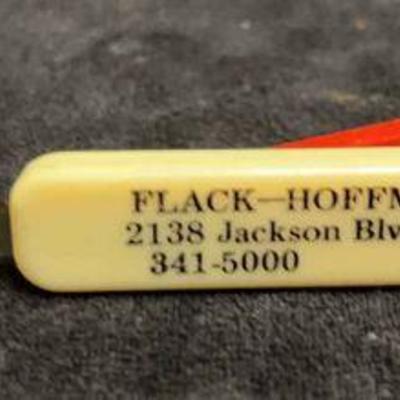 FLACK—HOFFM
2138 Jackson Blv
341-5000